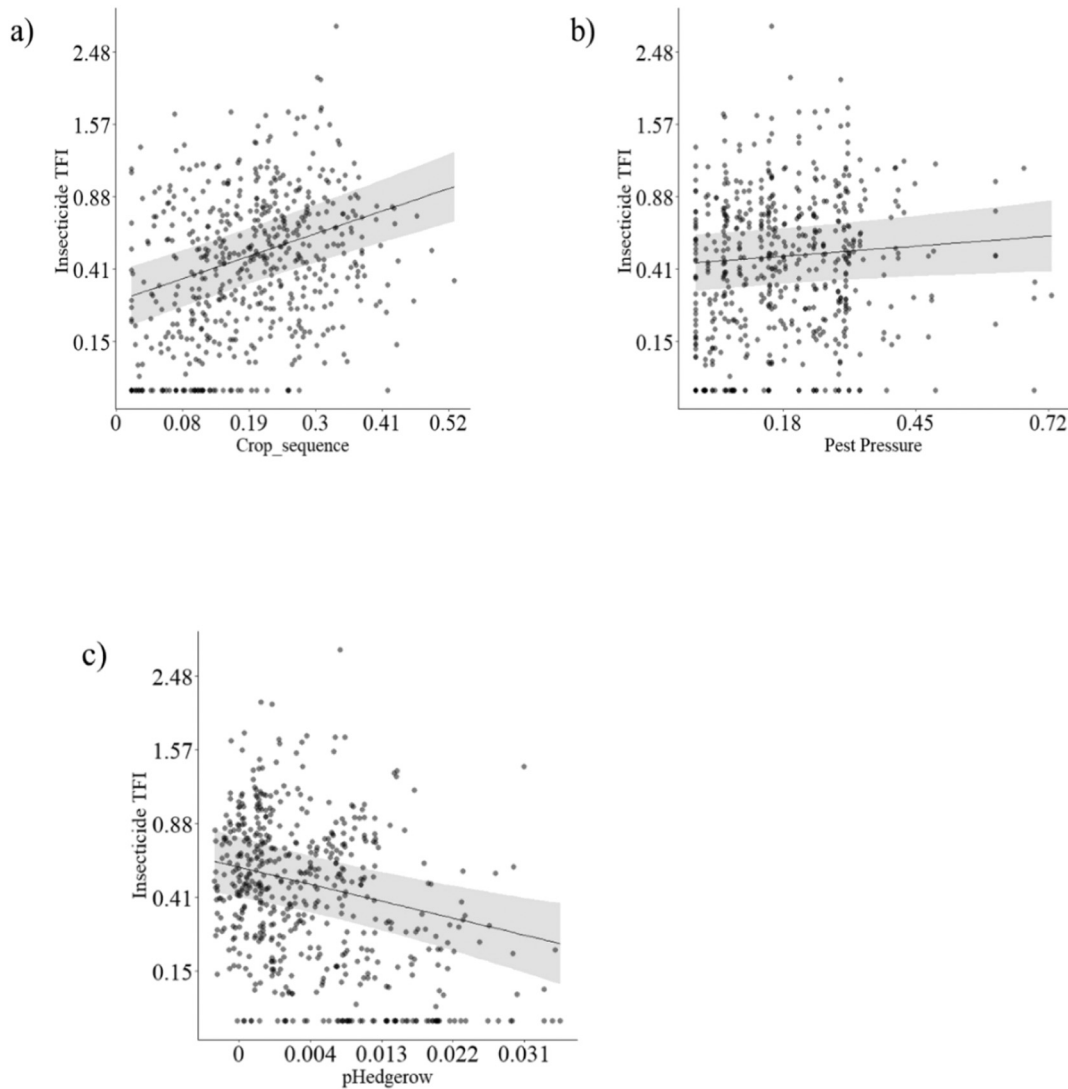 a)
2.48
1.57
0.88
0.41
0.15
Insecticide TFI
0 0.08 0.19 0.3 0.41 0.52
Crop_sequence
b)
2.48
1.57
0.88
0.41
0.15
Insecticide TFI
0.18 0.45 0.72
Pest Pressure
c)
2.48
1.57
0.88
0.41
0.15
Insecticide TFI
0 0.004 0.013 0.022 0.031
pHedgerow